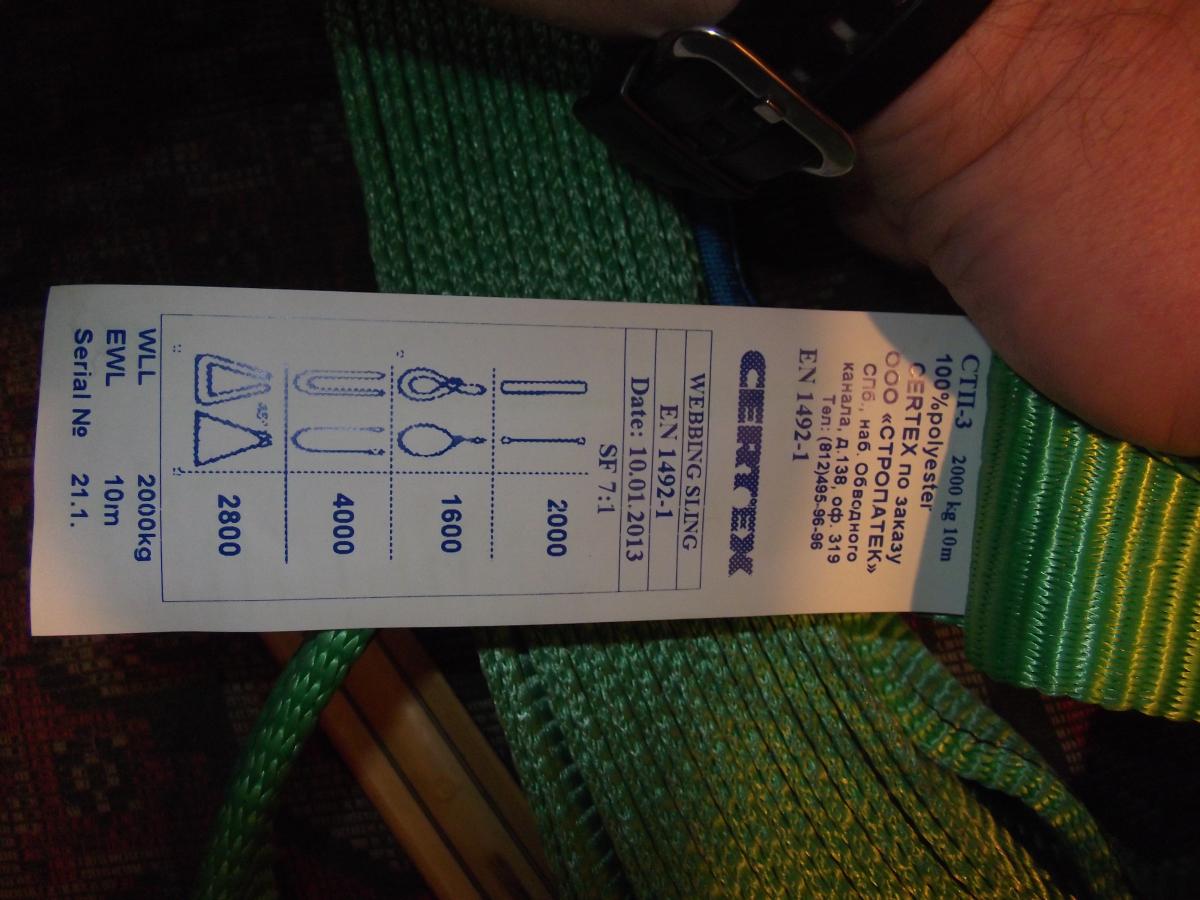 СТП-3 2000 kg 10m
100%polyester
CERTEX по заказу
ООО «СТРОПАТЕК»
СПб., наб. Обводного
канала, д.138, оф. 319
Тел: (812)495-96-96
EN 1492-1
CERTEX
WEBBING SLING
EN 1492-1
Date: 10.01.2013
SF 7:1
2000
1600
4000
2800
WLL 2000kg
EWL 10m
Serial № 21.1.